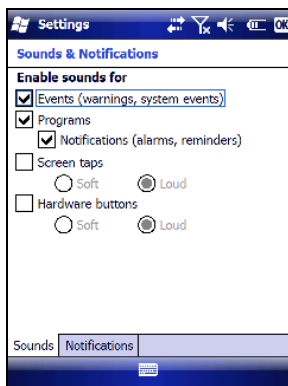 Settings OK
Sounds & Notifications
Enable sounds for
Events (warnings, system events)
Programs
Notifications (alarms, reminders)
Screen taps
Soft Loud
Hardware buttons
Soft Loud
Sounds Notifications